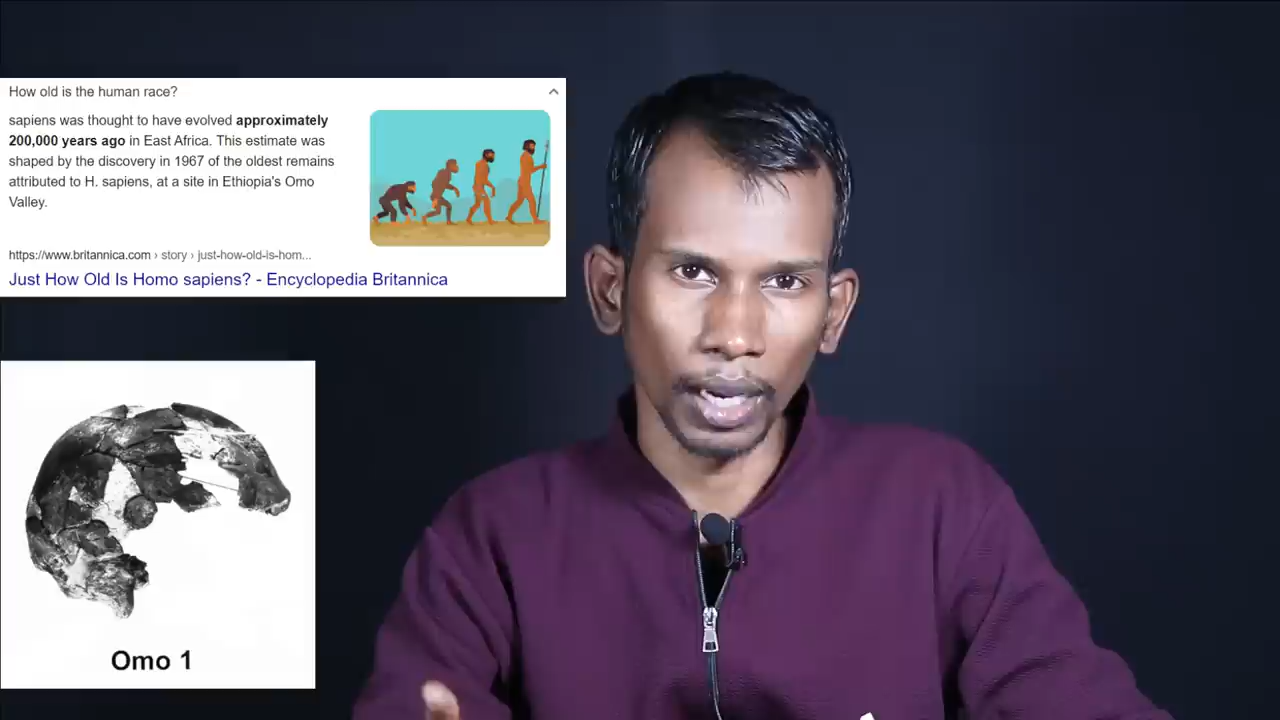 How old is the human race?
sapiens was thought to have evolved approximately
200,000 years ago in East Africa. This estimate was
shaped by the discovery in 1967 of the oldest remains
attributed to H. sapiens, at a site in Ethiopia's Omo
Valley.
https://www.britannica.com › story › just-how-old-is-hom...
Just How Old Is Homo sapiens? - Encyclopedia Britannica
Omo 1